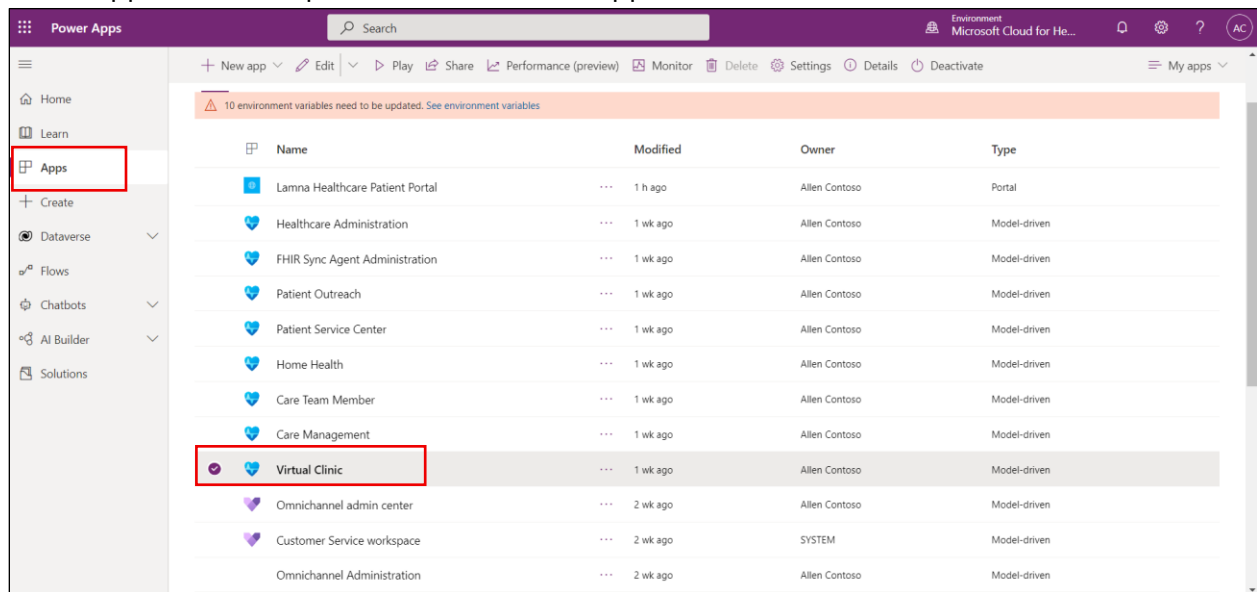 Power Apps
Search
Environment
Microsoft Cloud for He...
?
AC
New app Edit Play Share Performance (preview) Monitor Delete Settings Details Deactivate My apps
Home
Learn
Apps
Create
Dataverse
Flows
Chatbots
AI Builder
Solutions
10 environment variables need to be updated. See environment variables
Name Modified Owner Type
Lamna Healthcare Patient Portal ... 1 h ago Allen Contoso Portal
Healthcare Administration ... 1 wk ago Allen Contoso Model-driven
FHIR Sync Agent Administration ... 1 wk ago Allen Contoso Model-driven
Patient Outreach ... 1 wk ago Allen Contoso Model-driven
Patient Service Center ... 1 wk ago Allen Contoso Model-driven
Home Health ... 1 wk ago Allen Contoso Model-driven
Care Team Member ... 1 wk ago Allen Contoso Model-driven
Care Management ... 1 wk ago Allen Contoso Model-driven
Virtual Clinic ... 1 wk ago Allen Contoso Model-driven
Omnichannel admin center ... 2 wk ago Allen Contoso Model-driven
Customer Service workspace ... 2 wk ago SYSTEM Model-driven
Omnichannel Administration ... 2 wk ago Allen Contoso Model-driven